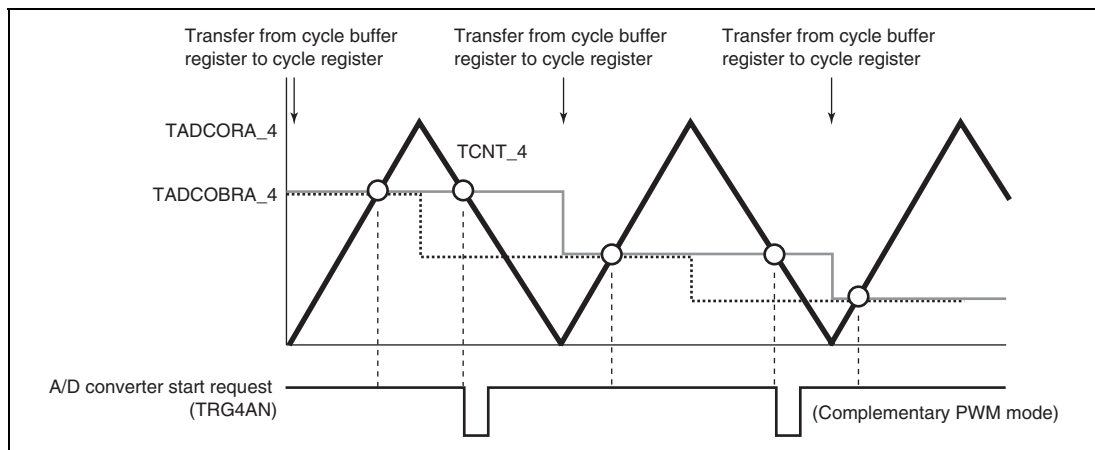 Transfer from cycle buffer
register to cycle register
Transfer from cycle buffer
register to cycle register
Transfer from cycle buffer
register to cycle register
TADCORA_4
TCNT_4
TADCOBRA_4
A/D converter start request
(TRG4AN)
(Complementary PWM mode)